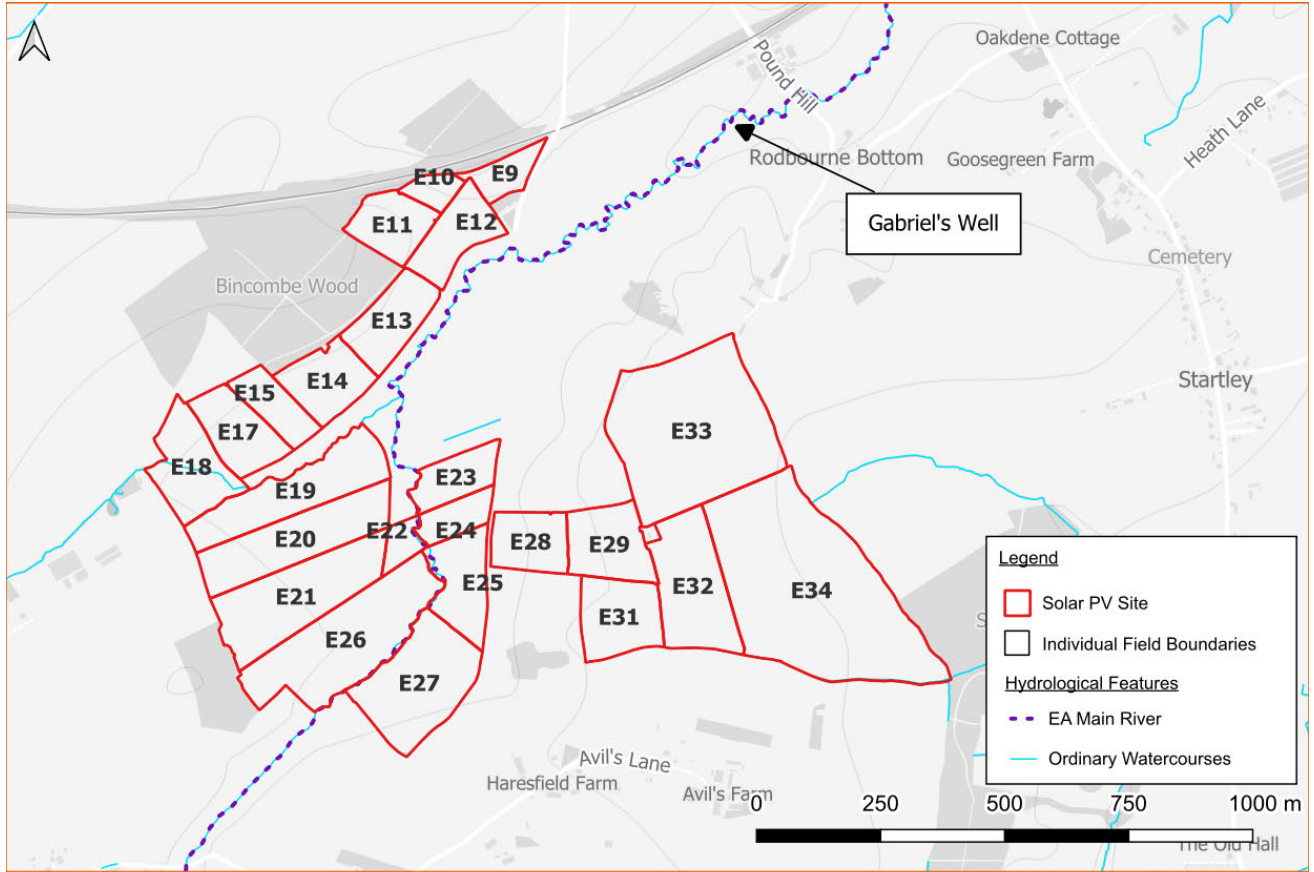 Oakdene Cottage
Pound Hill
Heath Lane
Rodbourne Bottom
Goosegreen Farm
E10
E9
E11
E12
Gabriel's Well
Cemetery
Bincombe Wood
E13
Startley
E15
E14
E17
E33
E18
E23
E19
E22
E24
E20
E28
E29
E25
E32
E34
E21
E31
E26
E27
Legend
Solar PV Site
Individual Field Boundaries
Hydrological Features
EA Main River
Ordinary Watercourses
Avil's Lane
Haresfield Farm
Avil's Farm
0 250 500 750 1000 m
The Old Hall